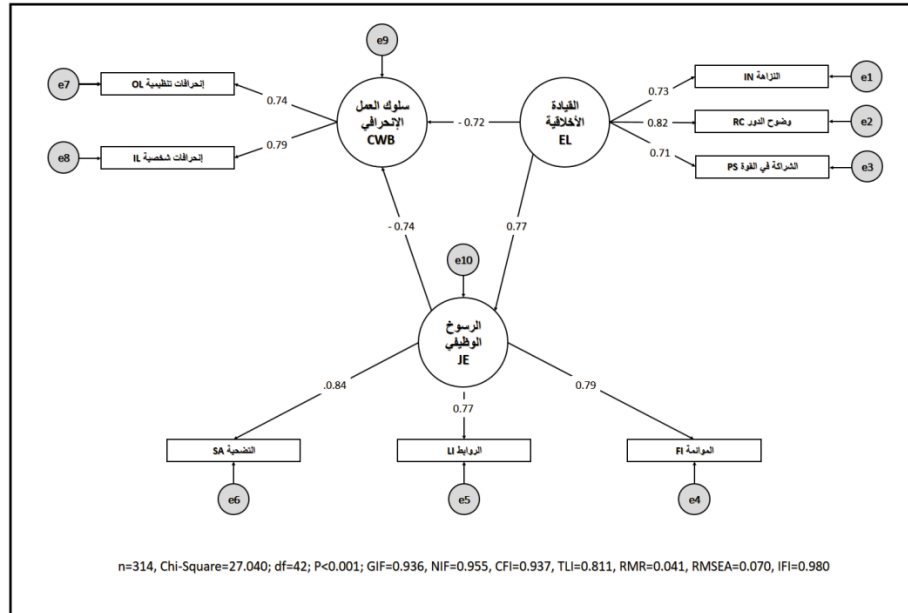 e9
e7
إنحرافات تنظيمية OL
0.74
e8
إنحرافات شخصية IL
0.79
سلوك العمل
الإنحرافي
CWB
- 0.72
القيادة
الأخلاقية
EL
0.73
النزاهة IN
e1
0.82
وضوح الدور RC
e2
0.71
الشراكة في القوة PS
e3
- 0.74
0.77
e10
الرسوخ
الوظيفي
JE
.0.84
0.77
0.79
التضحية SA
الروابط LI
الموائمة FI
e6
e5
e4
n=314, Chi-Square=27.040; df=42; P<0.001; GIF=0.936, NIF=0.955, CFI=0.937, TLI=0.811, RMR=0.041, RMSEA=0.070, IFI=0.980